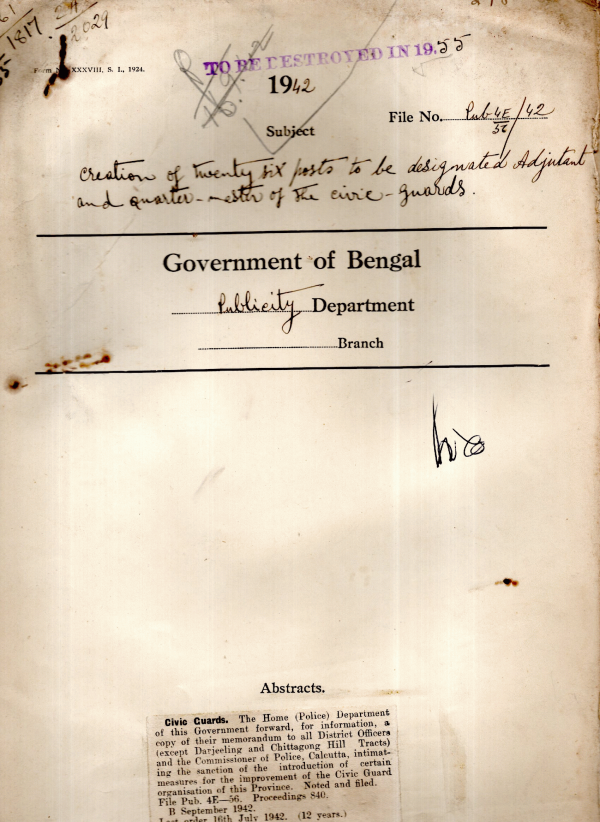 1817
2029
XXXVIII, S. I., 1924.
TO BE DESTROYED IN 1955
1942
File No. Pub 4E/56/42
Subject
Creation of twenty six posts to be designated Adjutant
and quarter-mester of the civic-guards.
Government of Bengal
Publicity Department
Branch
Abstracts.
Civic Guards. The Home (Police) Department
of this Government forward, for information, a
copy of their memorandum to all District Officers
(except Darjeeling and Chittagong Hill Tracts)
and the Commissioner of Police, Calcutta, intimat-
ing the sanction of the introduction of certain
measures for the improvement of the Civic Guard
organisation of this Province. Noted and filed.
File Pub. 4E—56. Proceedings 840.
B September 1942.
Last order 16th July 1942. (12 years.)